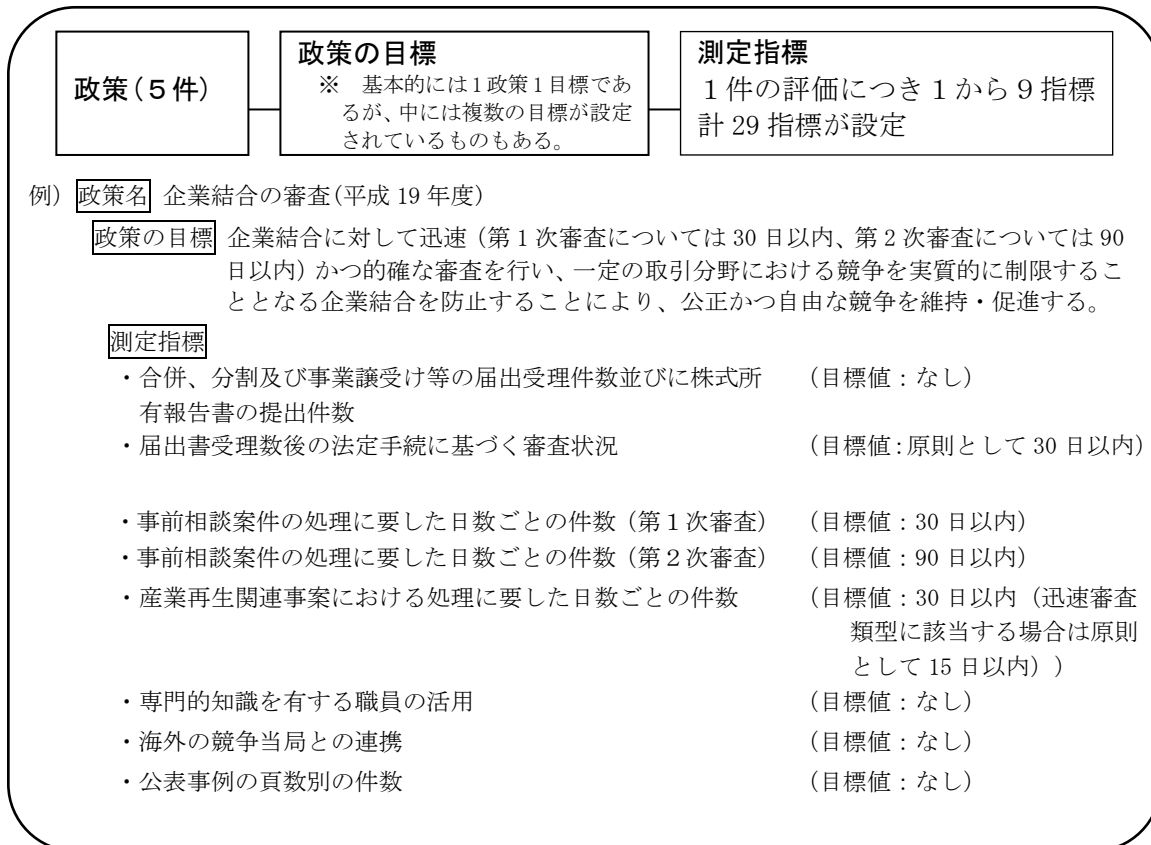 政策(5件)
政策の目標
※ 基本的には1政策1目標であ
るが、中には複数の目標が設定
されているものもある。
測定指標
1件の評価につき1から9指標
計29指標が設定
例) 政策名 企業結合の審査(平成19年度)
政策の目標 企業結合に対して迅速(第1次審査については30日以内、第2次審査については90
日以内)かつ的確な審査を行い、一定の取引分野における競争を実質的に制限するこ
ととなる企業結合を防止することにより、公正かつ自由な競争を維持・促進する。
測定指標
・合併、分割及び事業譲受け等の届出受理件数並びに株式所 (目標値:なし)
有報告書の提出件数
・届出書受理数後の法定手続に基づく審査状況 (目標値:原則として30日以内)
・事前相談案件の処理に要した日数ごとの件数(第1次審査) (目標値:30日以内)
・事前相談案件の処理に要した日数ごとの件数(第2次審査) (目標値:90日以内)
・産業再生関連事案における処理に要した日数ごとの件数 (目標値:30日以内(迅速審査
類型に該当する場合は原則
として15日以内))
・専門的知識を有する職員の活用 (目標値:なし)
・海外の競争当局との連携 (目標値:なし)
・公表事例の頁数別の件数 (目標値:なし)